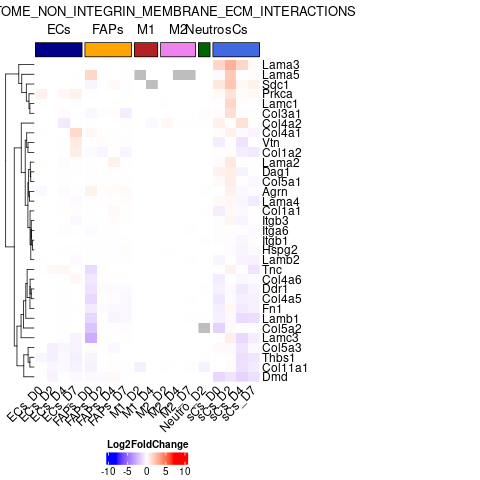 TOME_NON_INTEGRIN_MEMBRANE_ECM_INTERACTIONS
ECs FAPs M1 M2 Neutros sCs
Lama3
Lama5
Sdc1
Prkca
Lamc1
Col3a1
Col4a2
Col4a1
Vtn
Col1a2
Lama2
Dag1
Col5a1
Agrn
Lama4
Col1a1
Itgb3
Itga6
Itgb1
Hspg2
Lamb2
Tnc
Col4a6
Ddr1
Col4a5
Fn1
Lamb1
Col5a2
Lamc3
Col5a3
Thbs1
Col11a1
Dmd
ECs_D0
ECs_D2
ECs_D4
ECs_D7
FAPs_D0
FAPs_D2
FAPs_D4
FAPs_D7
M1_D2
M1_D4
M2_D2
M2_D4
M2_D7
Neutro_D2
sCs_D0
sCs_D2
sCs_D4
sCs_D7
Log2FoldChange
-10 -5 0 5 10